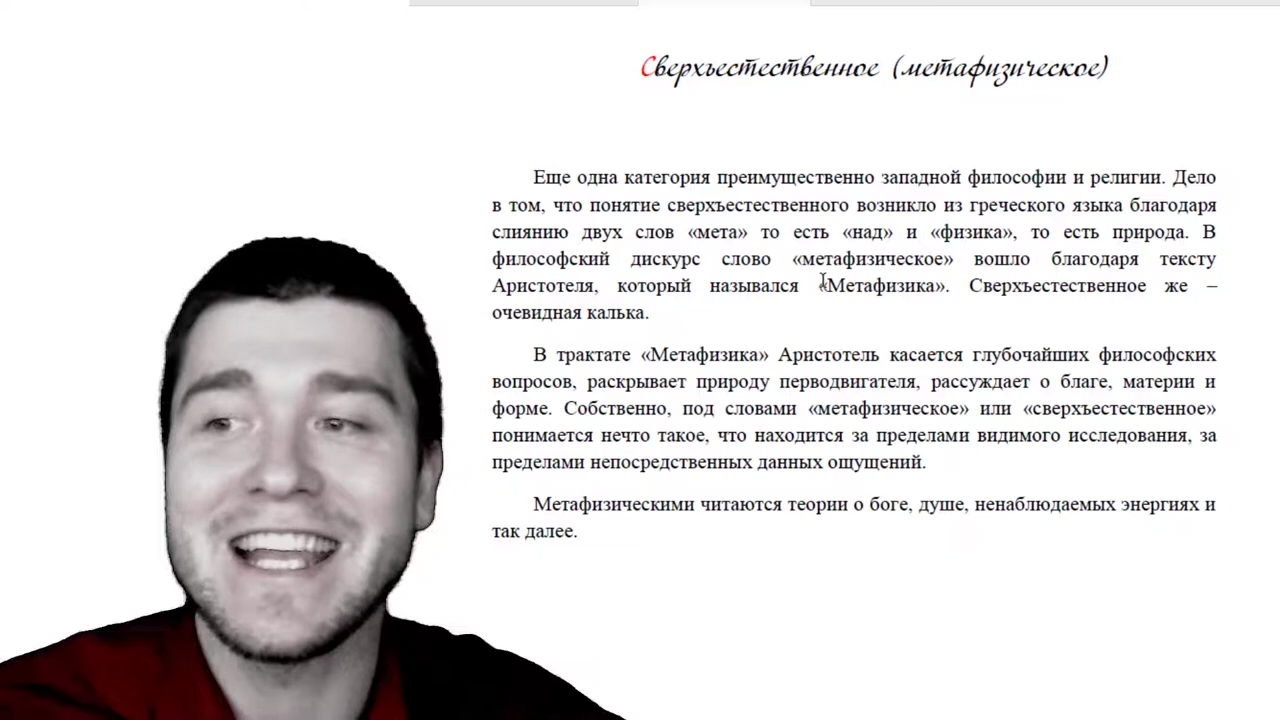 Сверхъестественное (метафизическое)
Еще одна категория преимущественно западной философии и религии. Дело
в том, что понятие сверхъестественного возникло из греческого языка благодаря
слиянию двух слов «мета» то есть «над» и «физика», то есть природа. В
философский дискурс слово «метафизическое» вошло благодаря тексту
Аристотеля, который назывался «Метафизика». Сверхъестественное же –
очевидная калька.
В трактате «Метафизика» Аристотель касается глубочайших философских
вопросов, раскрывает природу перводвигателя, рассуждает о благе, материи и
форме. Собственно, под словами «метафизическое» или «сверхъестественное»
понимается нечто такое, что находится за пределами видимого исследования, за
пределами непосредственных данных ощущений.
Метафизическими читаются теории о боге, душе, ненаблюдаемых энергиях и
так далее.